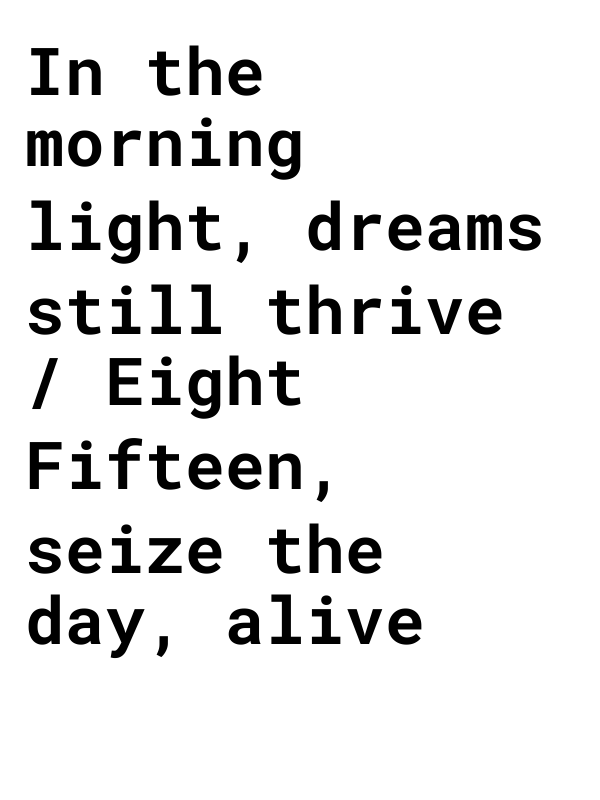 In the
morning
light, dreams
still thrive
/ Eight
Fifteen,
seize the
day, alive